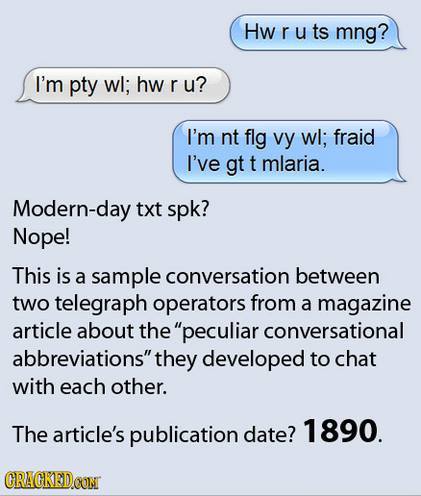 Hw r u ts mng?
I'm pty wl; hw r u?
I'm nt flg vy wl; fraid
I've gt t mlaria.
Modern-day txt spk?
Nope!
This is a sample conversation between
two telegraph operators from a magazine
article about the "peculiar conversational
abbreviations" they developed to chat
with each other.
The article's publication date? 1890.
CRACKED.COM